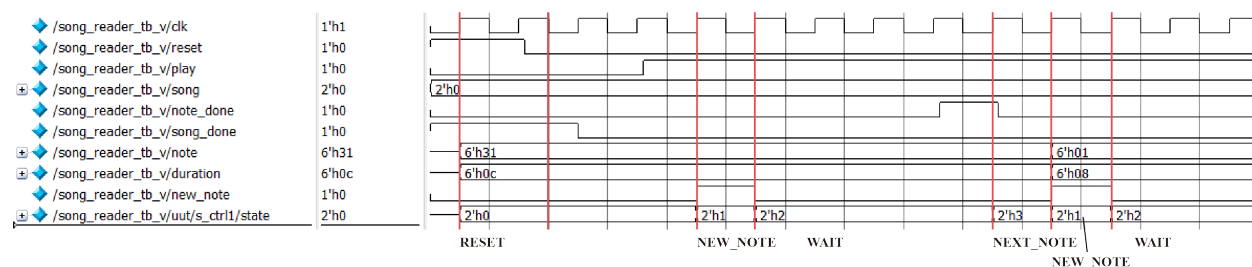 /song_reader_tb_v/clk 1'h1
/song_reader_tb_v/reset 1'h0
/song_reader_tb_v/play 1'h0
/song_reader_tb_v/song 2'h0 2'h0
/song_reader_tb_v/note_done 1'h0
/song_reader_tb_v/song_done 1'h0
/song_reader_tb_v/note 6'h31 6'h31 6'h01
/song_reader_tb_v/duration 6'h0c 6'h0c 6'h08
/song_reader_tb_v/new_note 1'h0
/song_reader_tb_v/uut/s_ctrl1/state 2'h0 2'h0 2'h1 2'h2 2'h3 2'h1 2'h2
RESET NEW_NOTE WAIT NEXT_NOTE WAIT
NEW_NOTE